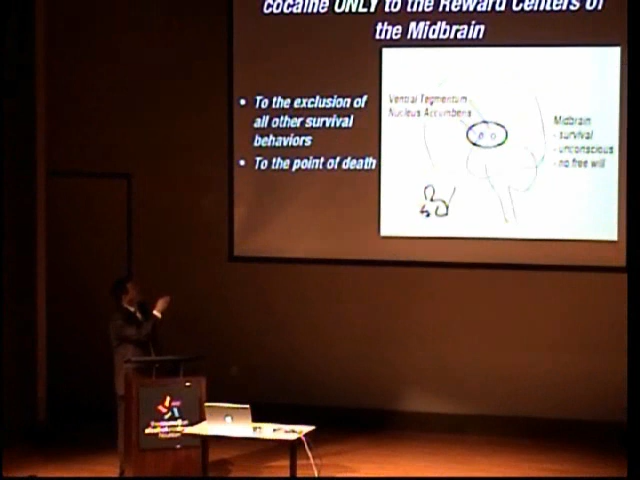 cocaine ONLY to the Reward Centers of
the Midbrain
• To the exclusion of
all other survival
behaviors
• To the point of death
Ventral Tegmentum
Nucleus Accumbens
Midbrain
- survival
- unconscious
- no free will